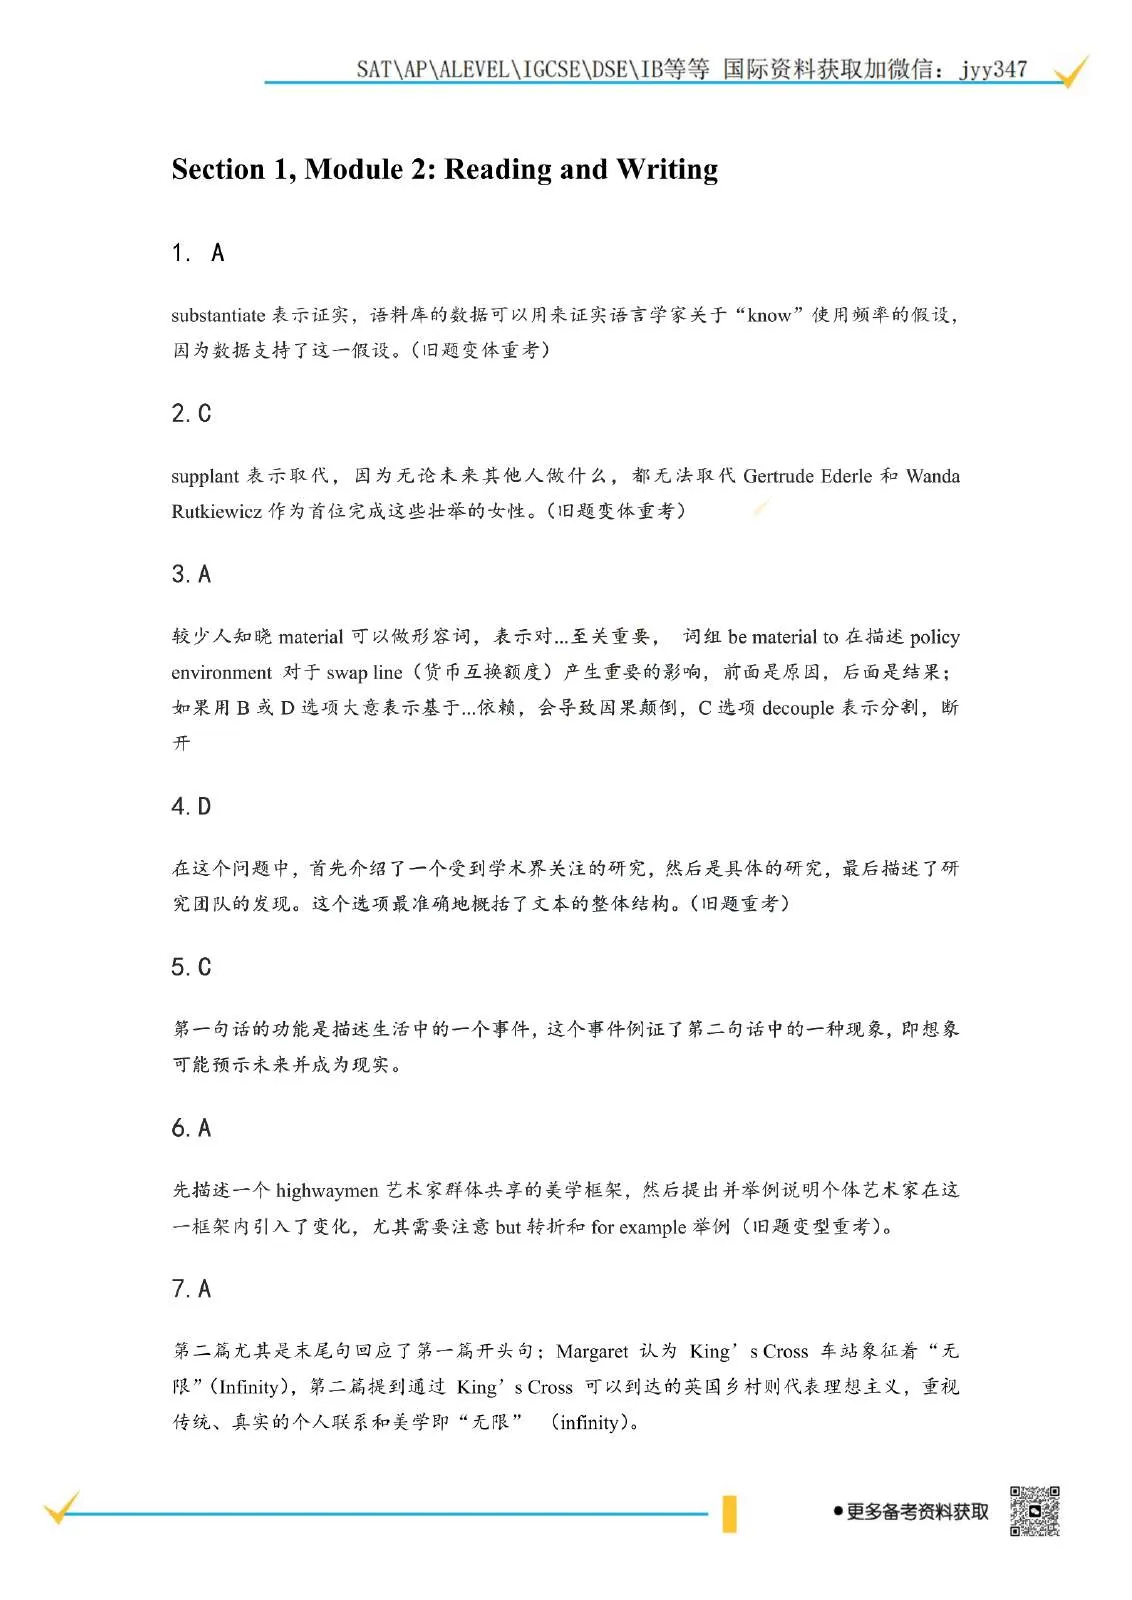 SAT\AP\ALEVEL\IGCSE\DSE\IB等等 国际资料获取加微信：jyy347
Section 1, Module 2: Reading and Writing
1. A
substantiate 表示证实，语料库的数据可以用来证实语言学家关于“know”使用频率的假设，
因为数据支持了这一假设。（旧题变体重考）
2. C
supplant 表示取代，因为无论未来其他人做什么，都无法取代 Gertrude Ederle 和 Wanda
Rutkiewicz 作为首位完成这些壮举的女性。（旧题变体重考）
3. A
较少人知晓 material 可以做形容词，表示对...至关重要， 词组 be material to 在描述 policy
environment 对于 swap line（货币互换额度）产生重要的影响，前面是原因，后面是结果；
如果用 B 或 D 选项大意表示基于...依赖，会导致因果颠倒，C 选项 decouple 表示分割，断
开
4. D
在这个问题中，首先介绍了一个受到学术界关注的研究，然后是具体的研究，最后描述了研
究团队的发现。这个选项最准确地概括了文本的整体结构。（旧题重考）
5. C
第一句话的功能是描述生活中的一个事件，这个事件例证了第二句话中的一种现象，即想象
可能预示未来并成为现实。
6. A
先描述一个 highwaymen 艺术家群体共享的美学框架，然后提出并举例说明个体艺术家在这
一框架内引入了变化，尤其需要注意 but 转折和 for example 举例（旧题变型重考）。
7. A
第二篇尤其是末尾句回应了第一篇开头句；Margaret 认为 King’s Cross 车站象征着“无
限”（Infinity），第二篇提到通过 King’s Cross 可以到达的英国乡村则代表理想主义，重视
传统、真实的个人联系和美学即“无限” （infinity）。
●更多备考资料获取